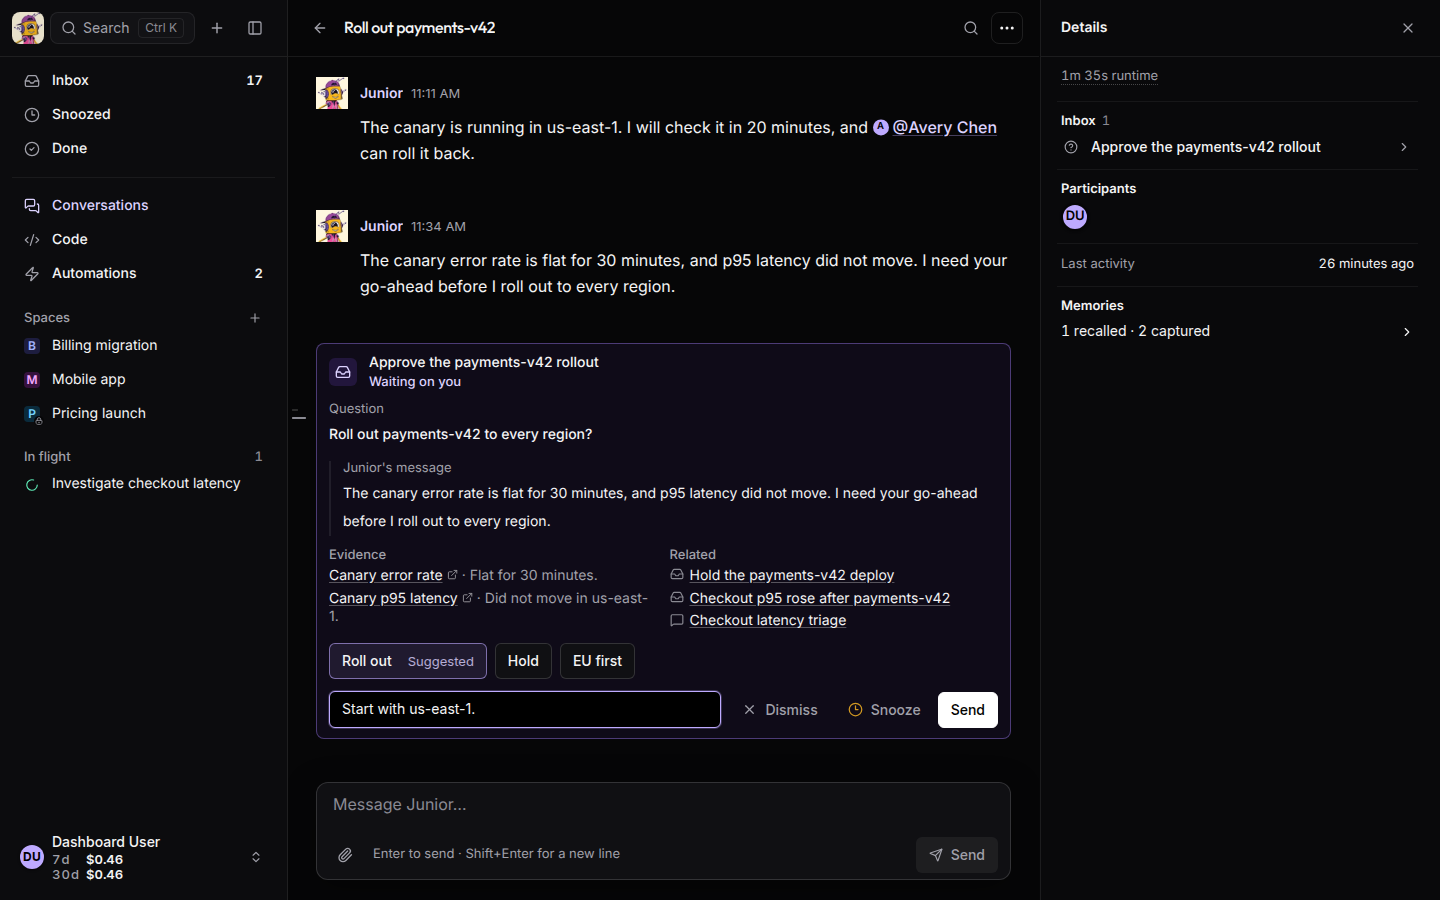 Search Ctrl K
Inbox 17
Snoozed
Done
Conversations
Code
Automations 2
Spaces
B Billing migration
M Mobile app
P Pricing launch
In flight 1
Investigate checkout latency
DU Dashboard User
7d $0.46
30d $0.46
Roll out payments-v42
Junior 11:11 AM
The canary is running in us-east-1. I will check it in 20 minutes, and A @Avery Chen
can roll it back.
Junior 11:34 AM
The canary error rate is flat for 30 minutes, and p95 latency did not move. I need your
go-ahead before I roll out to every region.
Approve the payments-v42 rollout
Waiting on you
Question
Roll out payments-v42 to every region?
Junior's message
The canary error rate is flat for 30 minutes, and p95 latency did not move. I need your go-ahead
before I roll out to every region.
Evidence
Canary error rate · Flat for 30 minutes.
Canary p95 latency · Did not move in us-east-
1.
Related
Hold the payments-v42 deploy
Checkout p95 rose after payments-v42
Checkout latency triage
Roll out Suggested Hold EU first
Start with us-east-1. Dismiss Snooze Send
Message Junior...
Enter to send · Shift+Enter for a new line Send
Details
1m 35s runtime
Inbox 1
Approve the payments-v42 rollout
Participants
DU
Last activity 26 minutes ago
Memories
1 recalled · 2 captured